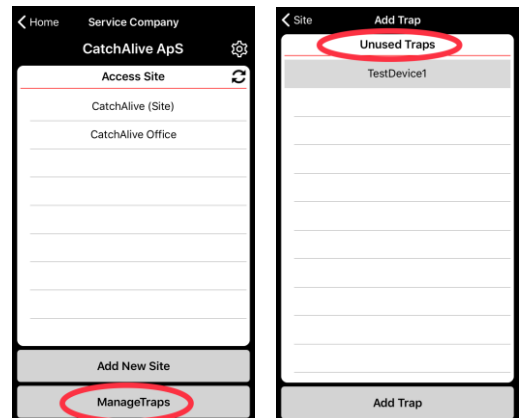 Home Service Company
CatchAlive ApS
Access Site
CatchAlive (Site)
CatchAlive Office
Add New Site
ManageTraps
Site Add Trap
Unused Traps
TestDevice1
Add Trap